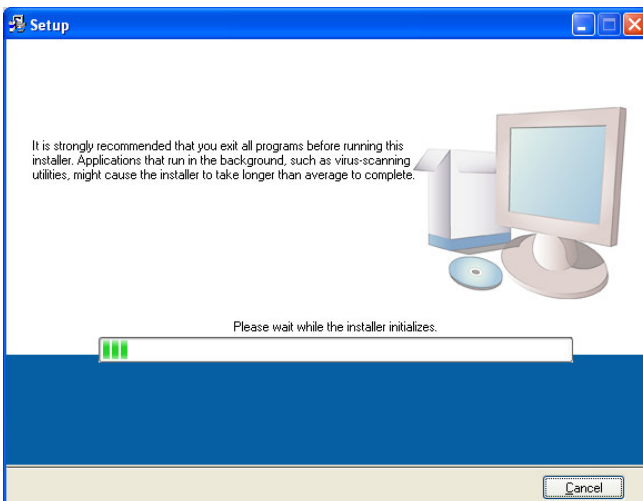 Setup
It is strongly recommended that you exit all programs before running this
installer. Applications that run in the background, such as virus-scanning
utilities, might cause the installer to take longer than average to complete.
Please wait while the installer initializes.
Cancel